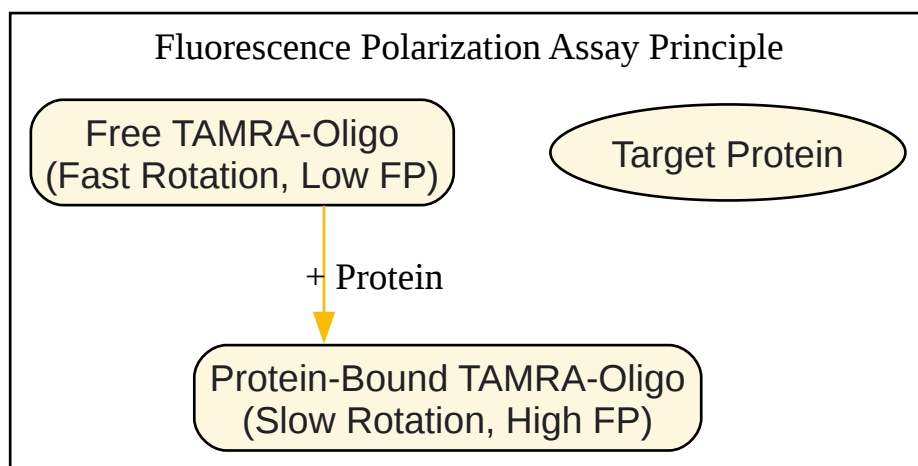 Fluorescence Polarization Assay Principle
Free TAMRA-Oligo
(Fast Rotation, Low FP)
Target Protein
+ Protein
Protein-Bound TAMRA-Oligo
(Slow Rotation, High FP)